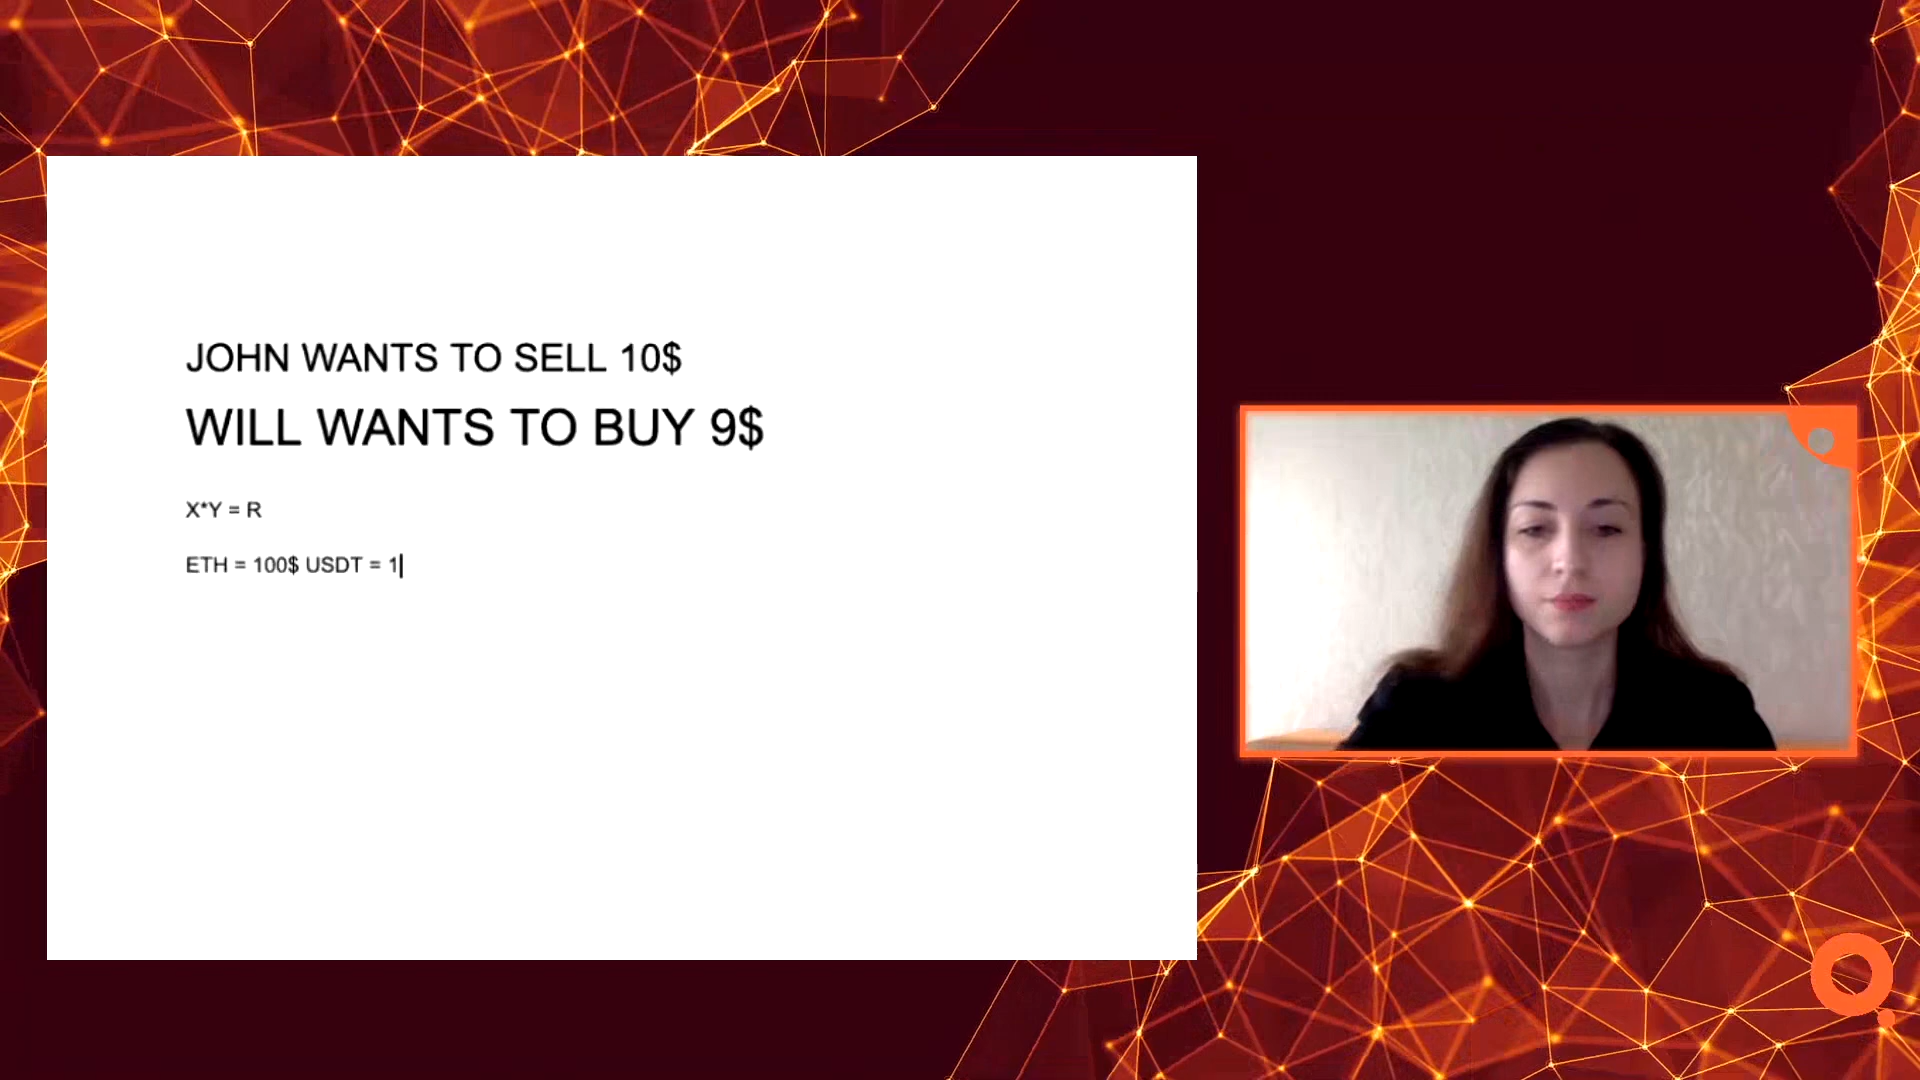 JOHN WANTS TO SELL 10$
WILL WANTS TO BUY 9$
X*Y = R
ETH = 100$ USDT = 1